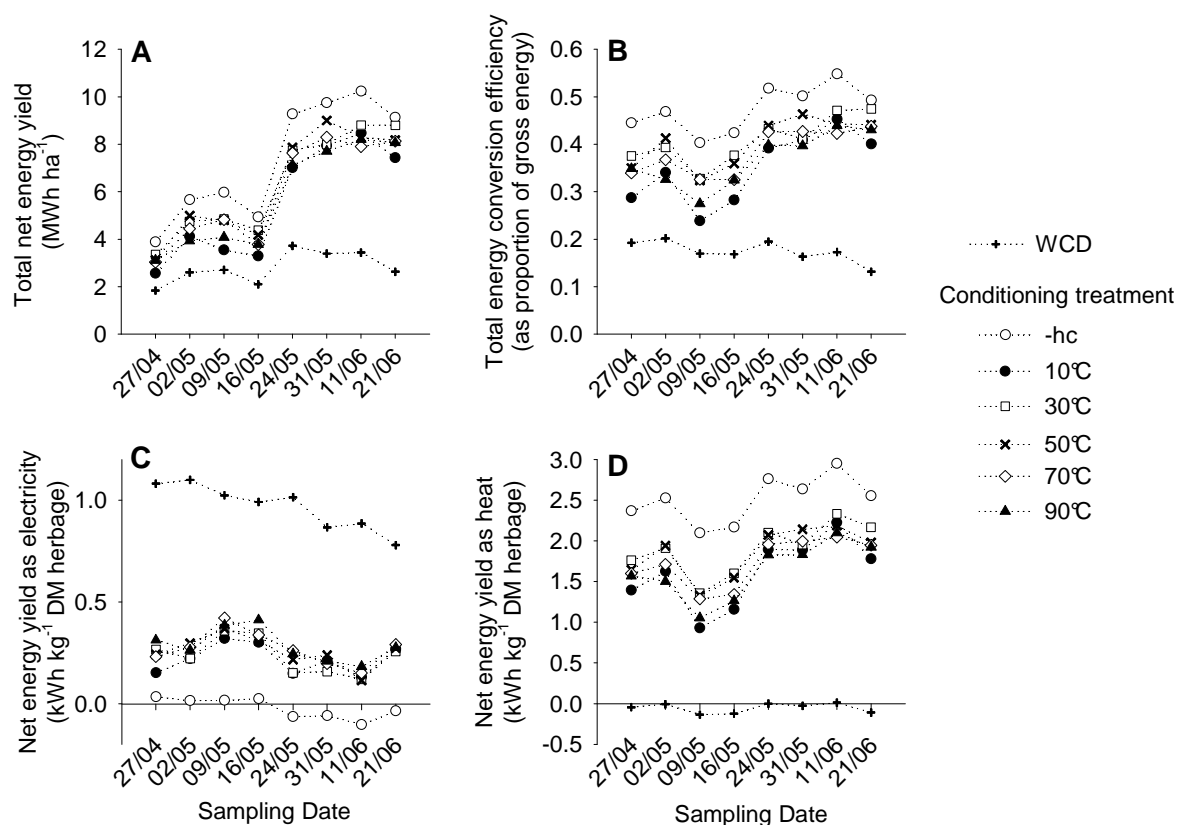 A
Total net energy yield
(MWh ha⁻¹)
12
10
8
6
4
2
0
27/04
02/05
09/05
16/05
24/05
31/05
11/06
21/06
B
Total energy conversion efficiency
(as proportion of gross energy)
0.6
0.5
0.4
0.3
0.2
0.1
0.0
27/04
02/05
09/05
16/05
24/05
31/05
11/06
21/06
WCD
Conditioning treatment
-hc
10°C
30°C
50°C
70°C
90°C
C
Net energy yield as electricity
(kWh kg⁻¹ DM herbage)
1.0
0.5
0.0
27/04
02/05
09/05
16/05
24/05
31/05
11/06
21/06
Sampling Date
D
Net energy yield as heat
(kWh kg⁻¹ DM herbage)
3.0
2.5
2.0
1.5
1.0
0.5
0.0
-0.5
27/04
02/05
09/05
16/05
24/05
31/05
11/06
21/06
Sampling Date